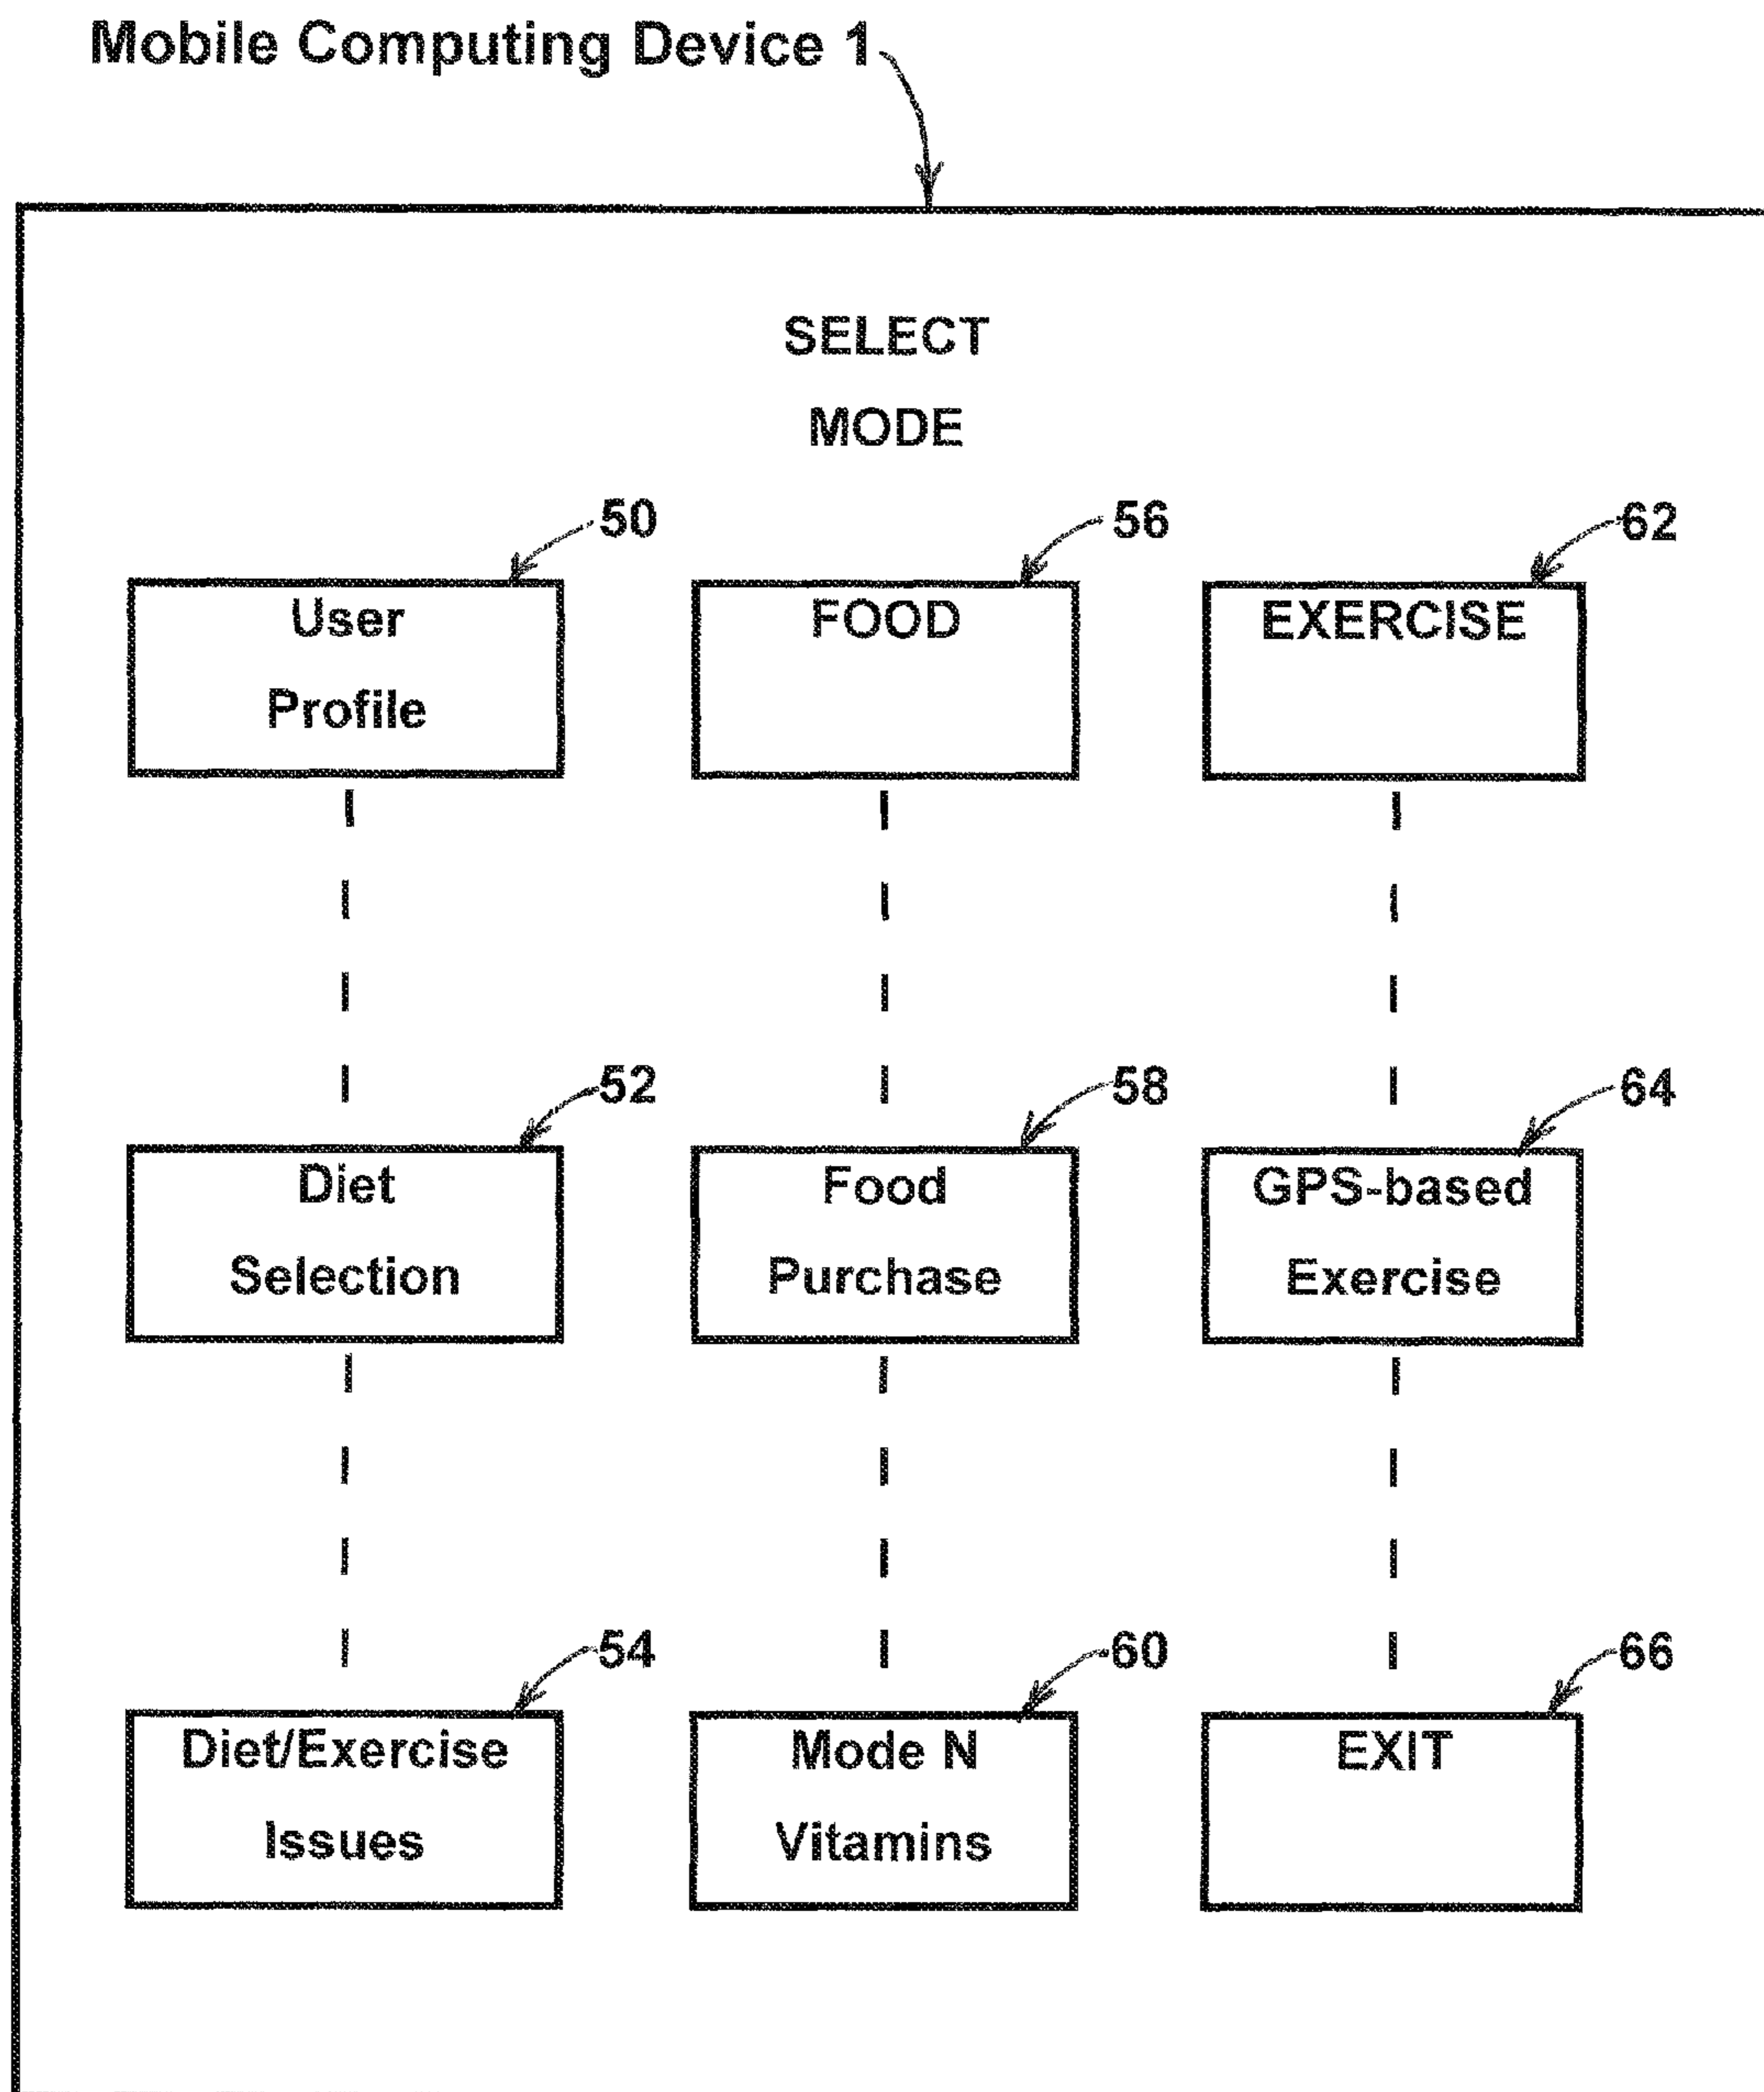 Mobile Computing Device 1
SELECT
MODE
50
56
62
User
Profile
FOOD
EXERCISE
52
58
64
Diet
Selection
Food
Purchase
GPS-based
Exercise
54
60
66
Diet/Exercise
Issues
Mode N
Vitamins
EXIT